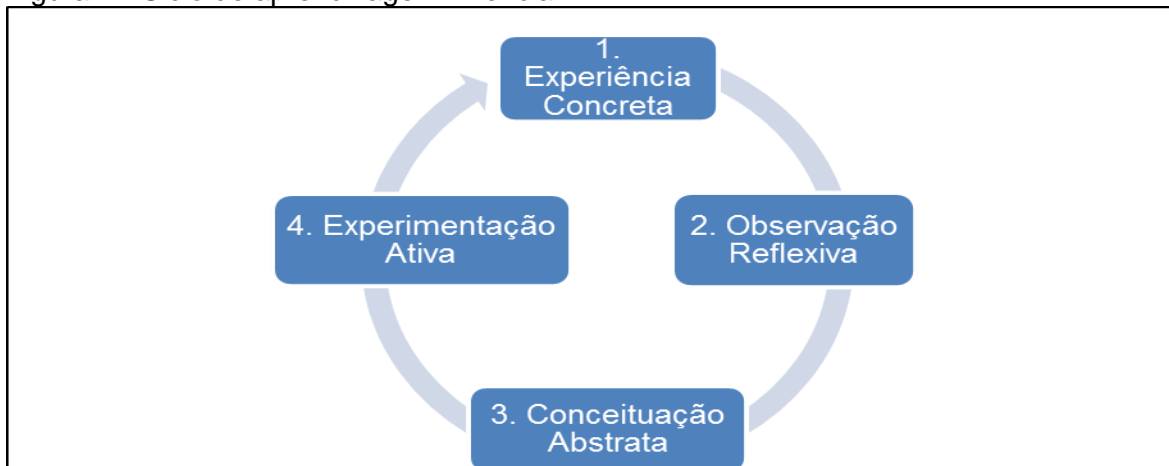 1.
Experiência
Concreta
2. Observação
Reflexiva
3. Conceituação
Abstrata
4. Experimentação
Ativa